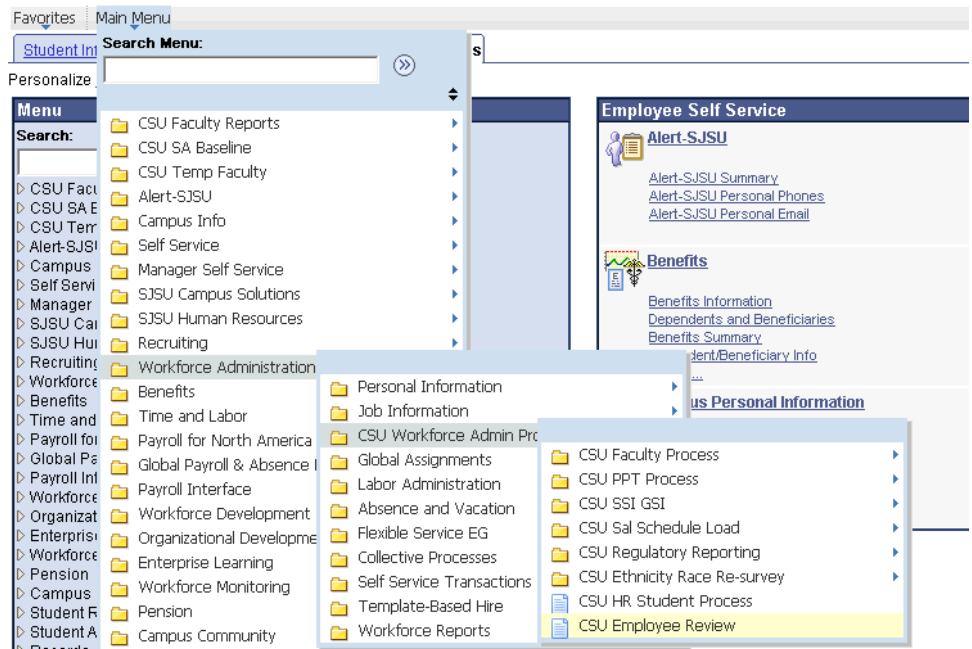 Favorites Main Menu
Student Int
Search Menu:
s
Personalize
Menu
Search:
CSU Facu
CSU SA E
CSU Tem
Alert-SJS
Campus
Self Servi
Manager
SJSU Ca
SJSU Hu
Recruiting
Workforce
Benefits
Time and
Payroll for
Global Pa
Payroll Int
Workforce
Organizat
Enterpris
Workforce
Pension
Campus
Student R
Student A
Records
CSU Faculty Reports
CSU SA Baseline
CSU Temp Faculty
Alert-SJSU
Campus Info
Self Service
Manager Self Service
SJSU Campus Solutions
SJSU Human Resources
Recruiting
Workforce Administration
Benefits
Time and Labor
Payroll for North America
Global Payroll & Absence
Payroll Interface
Workforce Development
Organizational Developme
Enterprise Learning
Workforce Monitoring
Pension
Campus Community
Personal Information
Job Information
CSU Workforce Admin Pro
Global Assignments
Labor Administration
Absence and Vacation
Flexible Service EG
Collective Processes
Self Service Transactions
Template-Based Hire
Workforce Reports
CSU Faculty Process
CSU PPT Process
CSU SSI GSI
CSU Sal Schedule Load
CSU Regulatory Reporting
CSU Ethnicity Race Re-survey
CSU HR Student Process
CSU Employee Review
Employee Self Service
Alert-SJSU
Alert-SJSU Summary
Alert-SJSU Personal Phones
Alert-SJSU Personal Email
Benefits
Benefits Information
Dependents and Beneficiaries
Benefits Summary
dent/Beneficiary Info
...
us Personal Information